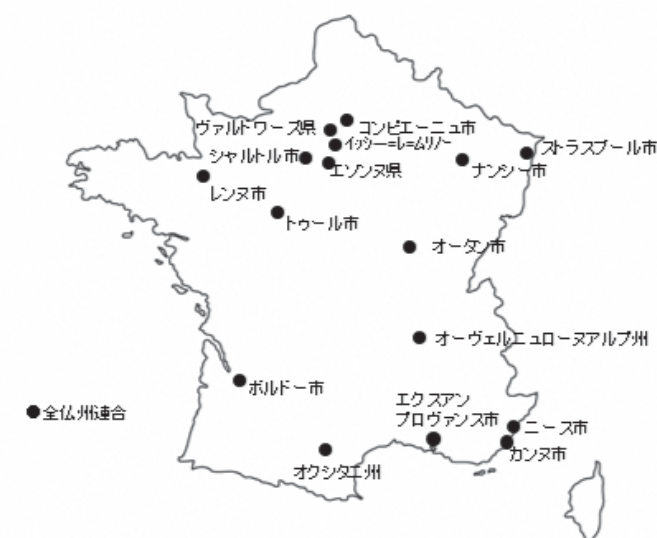 ヴァルドワーズ県
コンピエーニュ市
イッシー=レ=ムリノー
シャルトル市
エソンヌ県
ストラスブール市
ナンシー市
レンヌ市
トゥール市
オータン市
オーヴェルニュローヌアルプ州
ボルドー市
エクスアン
プロヴァンス市
全仏州連合
ニース市
カンヌ市
オクシタニ州